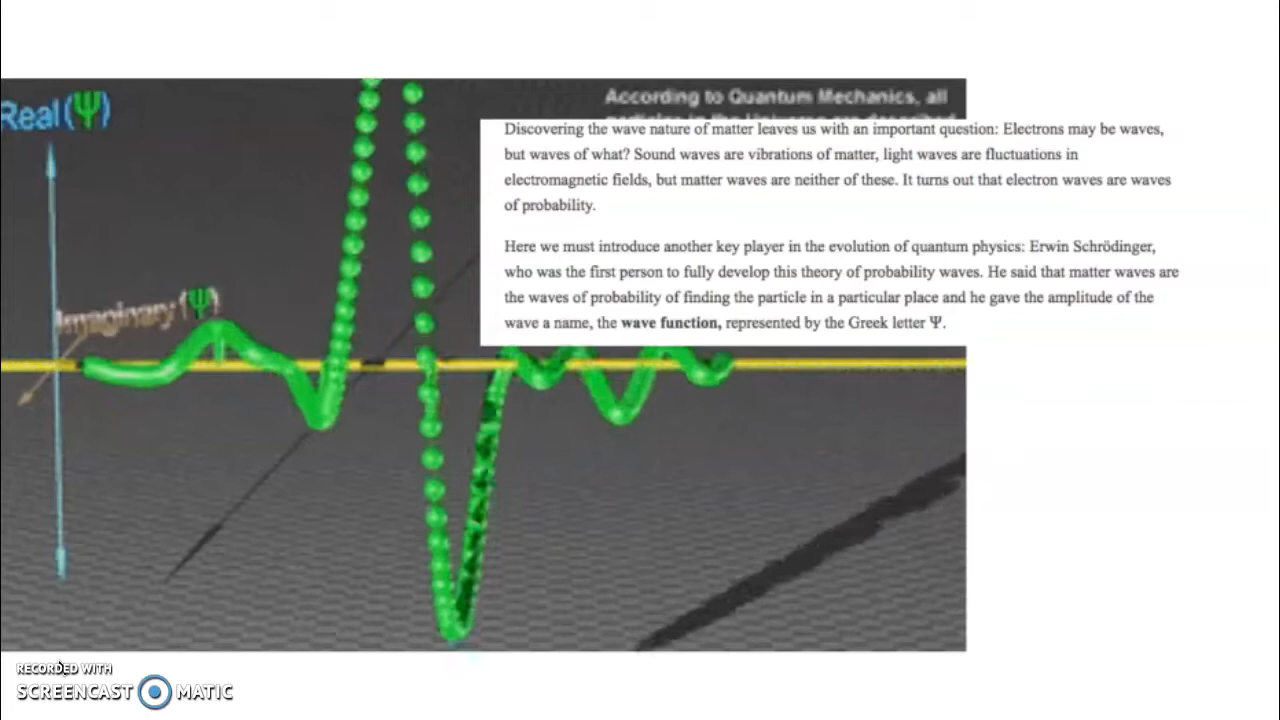 Real(Ψ)
According to Quantum Mechanics, all
Discovering the wave nature of matter leaves us with an important question: Electrons may be waves,
but waves of what? Sound waves are vibrations of matter, light waves are fluctuations in
electromagnetic fields, but matter waves are neither of these. It turns out that electron waves are waves
of probability.
Here we must introduce another key player in the evolution of quantum physics: Erwin Schrödinger,
who was the first person to fully develop this theory of probability waves. He said that matter waves are
the waves of probability of finding the particle in a particular place and he gave the amplitude of the
wave a name, the wave function, represented by the Greek letter Ψ.
Imaginary(Ψ)
RECORDED WITH
SCREENCAST MATIC